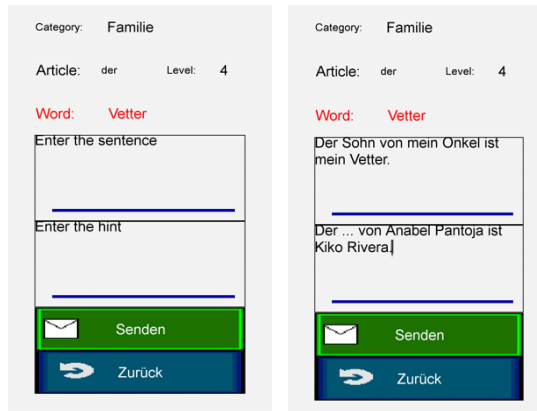 Category: Familie
Article: der Level: 4
Word: Vetter
Enter the sentence
Enter the hint
Senden
Zurück
Category: Familie
Article: der Level: 4
Word: Vetter
Der Sohn von mein Onkel ist
mein Vetter.
Der ... von Anabel Pantoja ist
Kiko Rivera.
Senden
Zurück